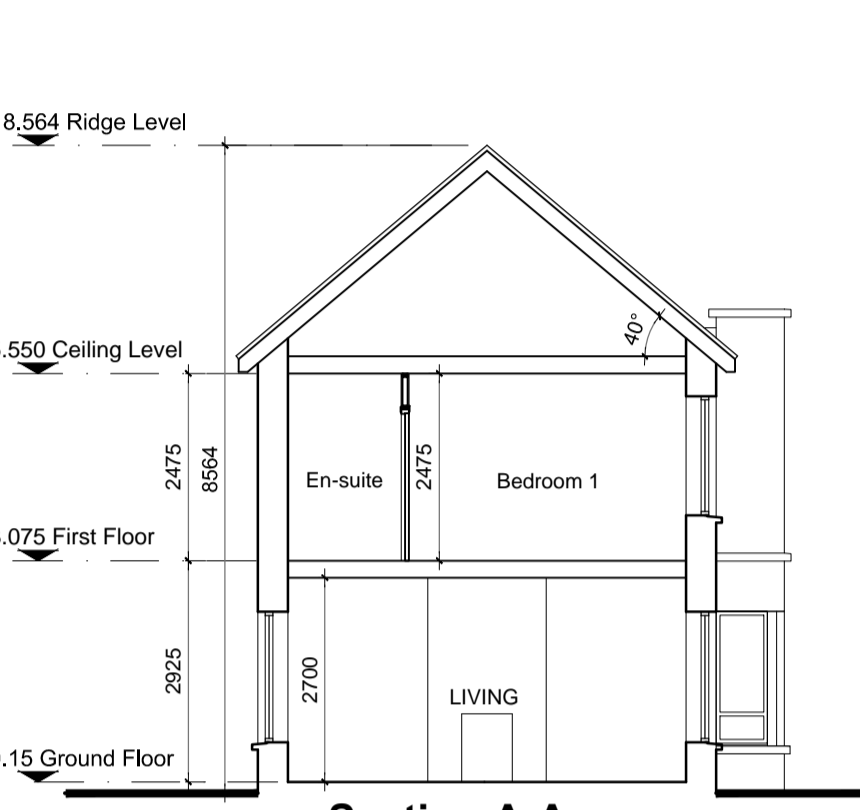 8.564 Ridge Level
.550 Ceiling Level
40°
2475
8564
En-suite
2475
Bedroom 1
.075 First Floor
2925
2700
LIVING
.15 Ground Floor
Section A-A